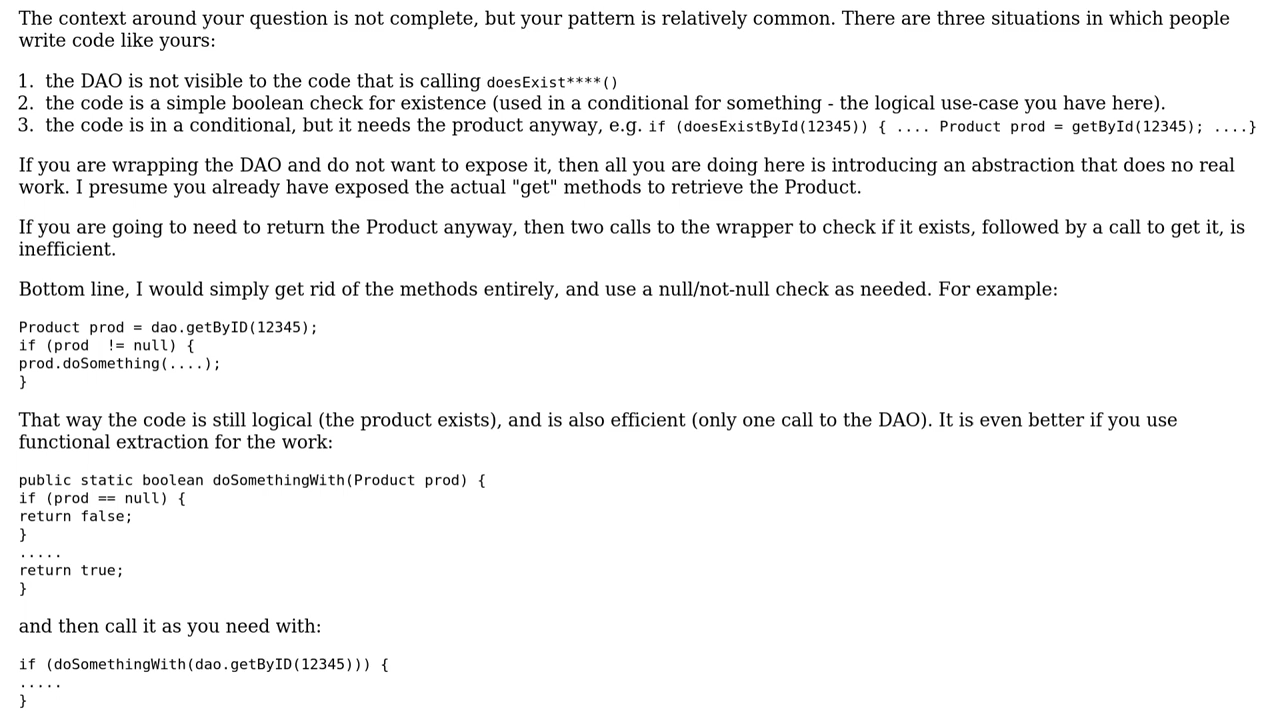 The context around your question is not complete, but your pattern is relatively common. There are three situations in which people
write code like yours:
1. the DAO is not visible to the code that is calling doesExist****()
2. the code is a simple boolean check for existence (used in a conditional for something - the logical use-case you have here).
3. the code is in a conditional, but it needs the product anyway, e.g. if (doesExistById(12345)) { .... Product prod = getById(12345); ....}
If you are wrapping the DAO and do not want to expose it, then all you are doing here is introducing an abstraction that does no real
work. I presume you already have exposed the actual "get" methods to retrieve the Product.
If you are going to need to return the Product anyway, then two calls to the wrapper to check if it exists, followed by a call to get it, is
inefficient.
Bottom line, I would simply get rid of the methods entirely, and use a null/not-null check as needed. For example:
Product prod = dao.getByID(12345);
if (prod  != null) {
prod.doSomething(....);
}
That way the code is still logical (the product exists), and is also efficient (only one call to the DAO). It is even better if you use
functional extraction for the work:
public static boolean doSomethingWith(Product prod) {
if (prod == null) {
return false;
}
.....
return true;
}
and then call it as you need with:
if (doSomethingWith(dao.getByID(12345))) {
.....
}